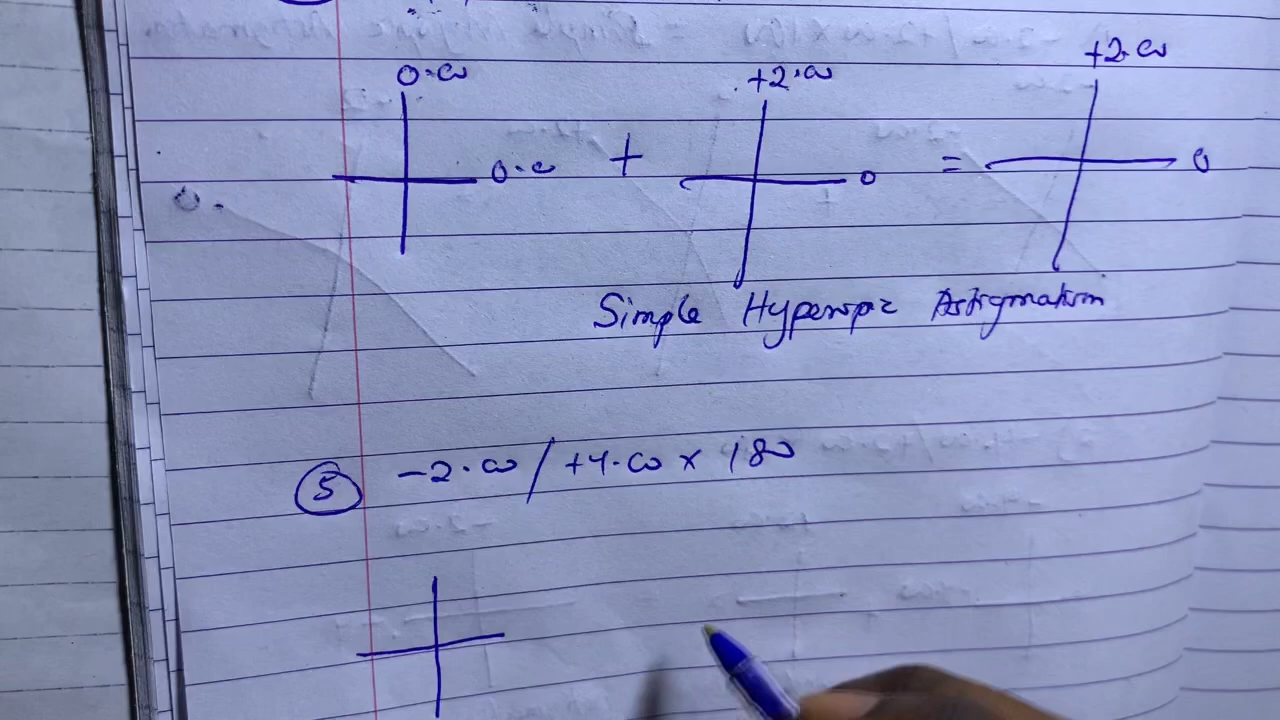 0.00 +2.00 +2.00
0.00 + 0 = 0
0.
Simple Hyperopic Astigmatism
5 -2.00 / +4.00 x 180